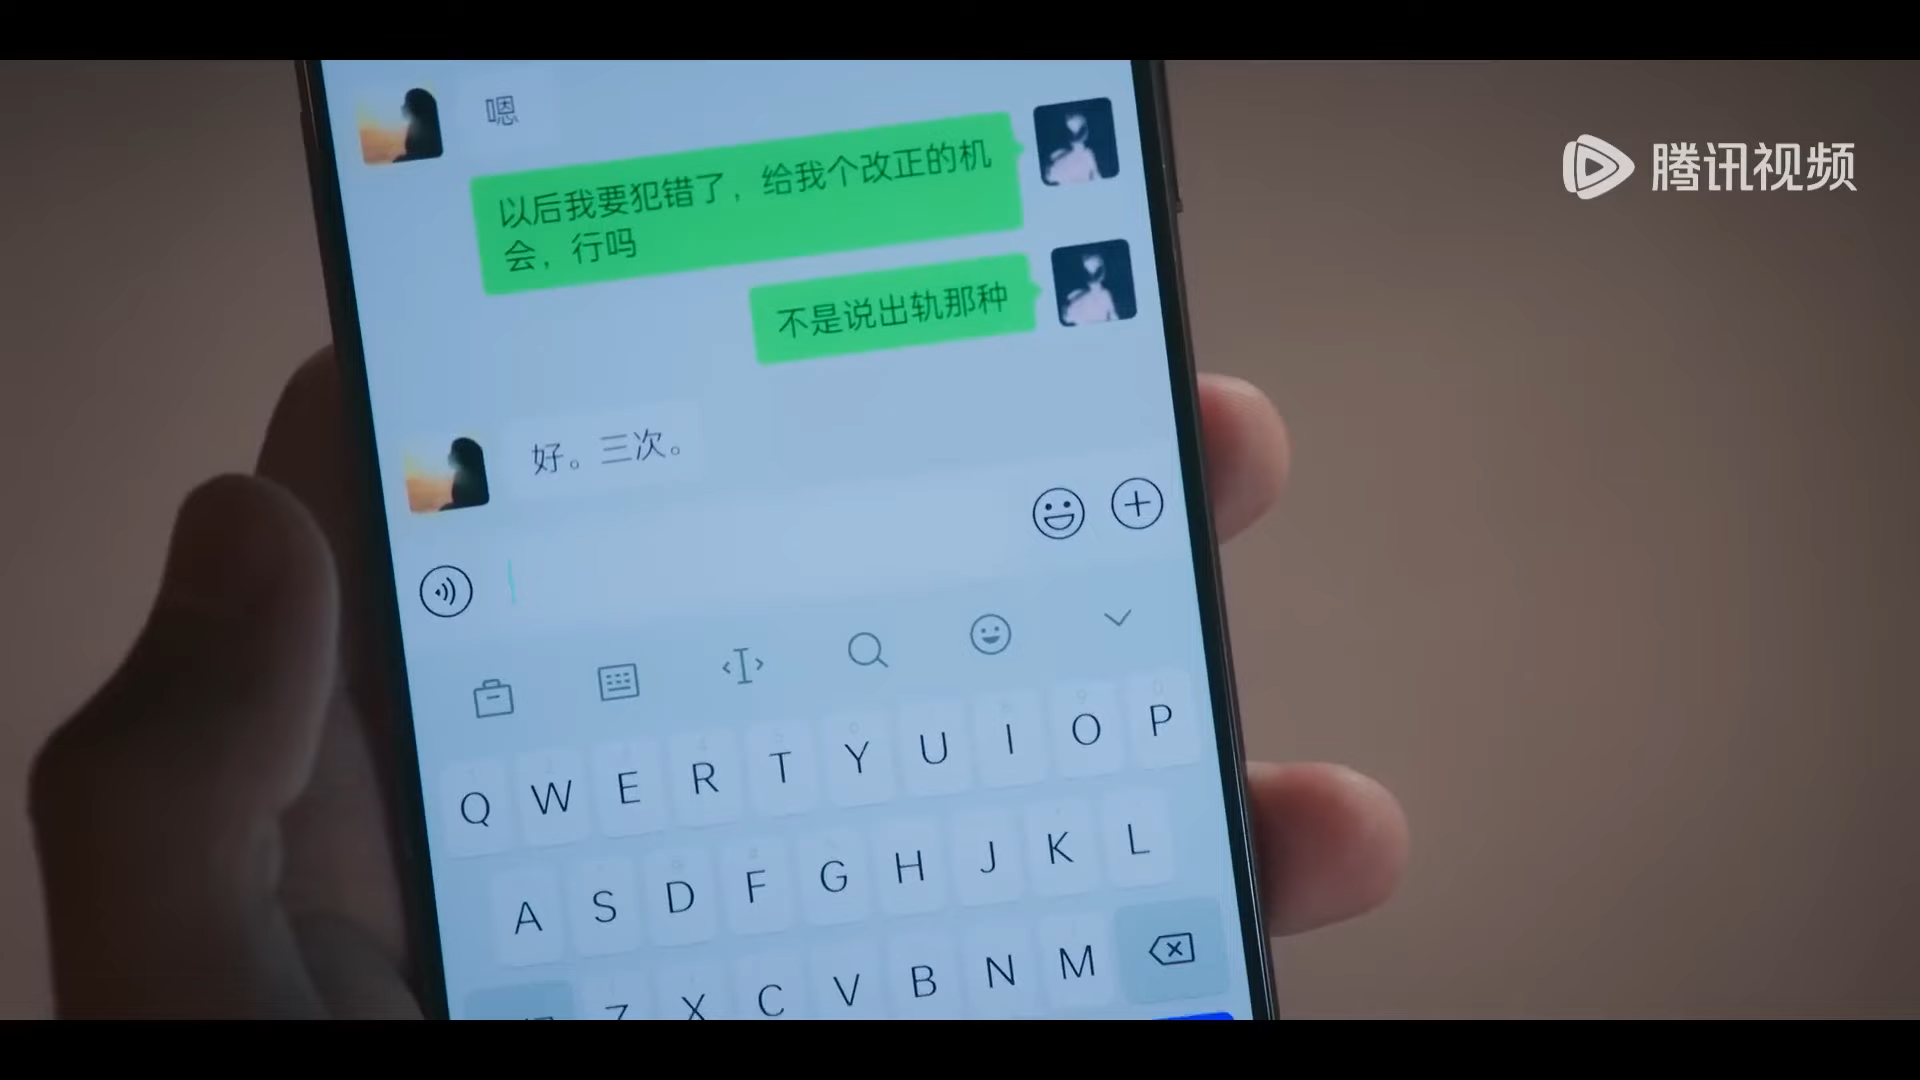 嗯
腾讯视频
以后我要犯错了，给我个改正的机
会，行吗
不是说出轨那种
好。三次。
Q W E R T Y U I O P
A S D F G H J K L
Z X C V B N M